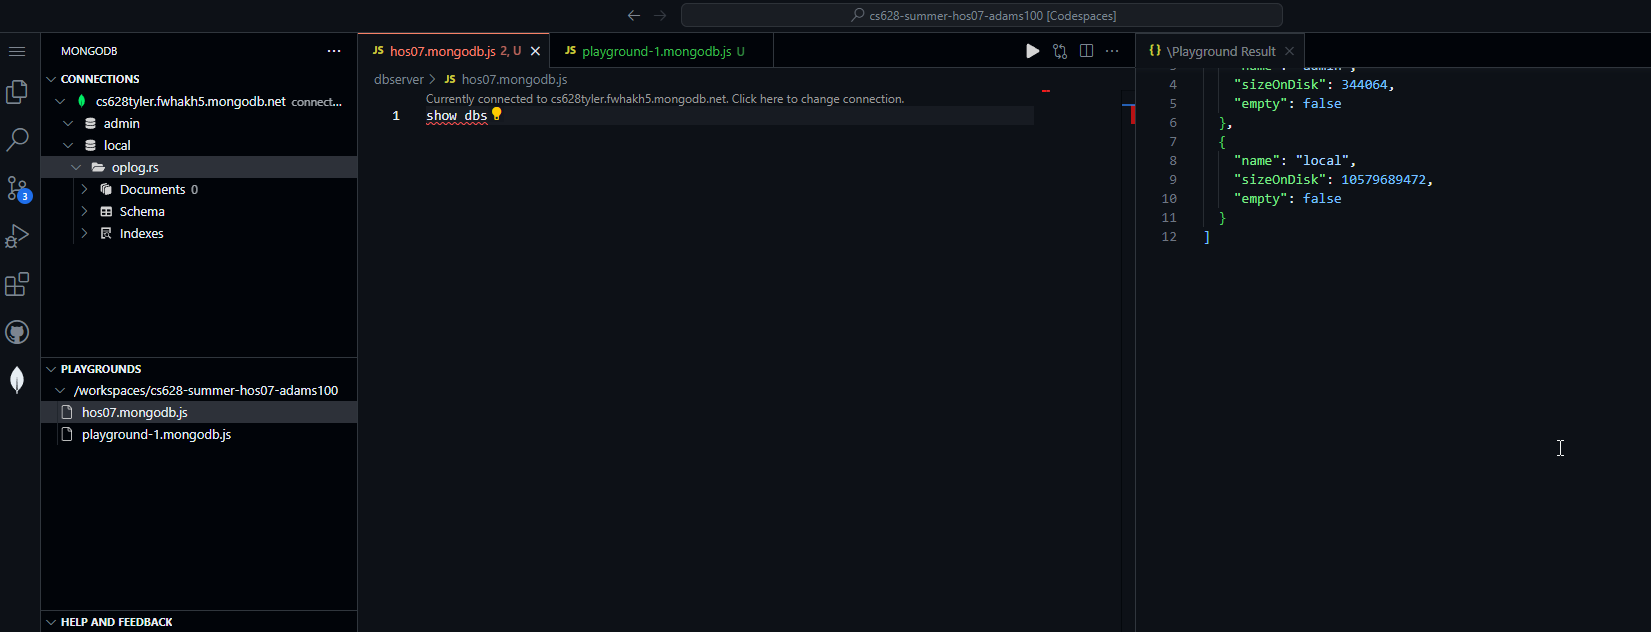 cs628-summer-hos07-adams100 [Codespaces]
MONGODB
CONNECTIONS
cs628tyler.fwhakh5.mongodb.net connect...
admin
local
oplog.rs
Documents 0
Schema
Indexes
3
PLAYGROUNDS
/workspaces/cs628-summer-hos07-adams100
hos07.mongodb.js
playground-1.mongodb.js
HELP AND FEEDBACK
JS hos07.mongodb.js 2, U
JS playground-1.mongodb.js U
dbserver > JS hos07.mongodb.js
Currently connected to cs628tyler.fwhakh5.mongodb.net. Click here to change connection.
1 show dbs
{} \Playground Result
3 "name": "admin",
4 "sizeOnDisk": 344064,
5 "empty": false
6 },
7 {
8 "name": "local",
9 "sizeOnDisk": 10579689472,
10 "empty": false
11 }
12 ]